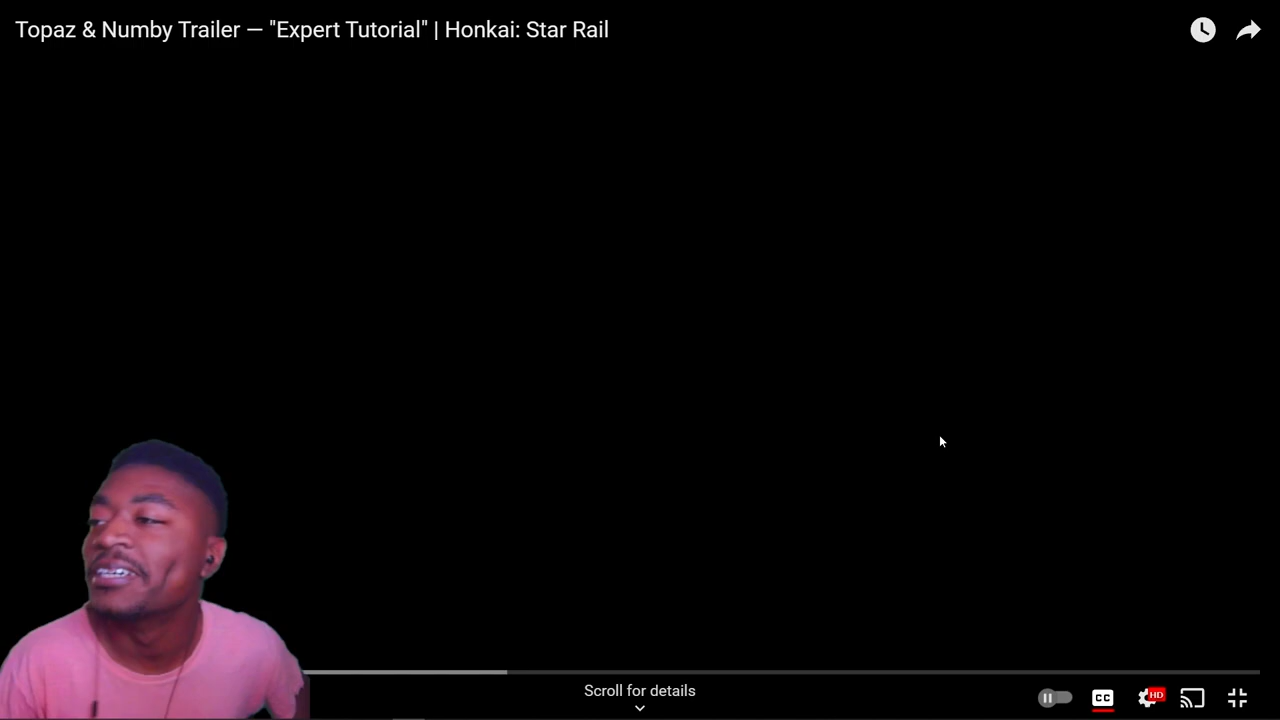 Topaz & Numby Trailer — "Expert Tutorial" | Honkai: Star Rail
Scroll for details
CC
HD